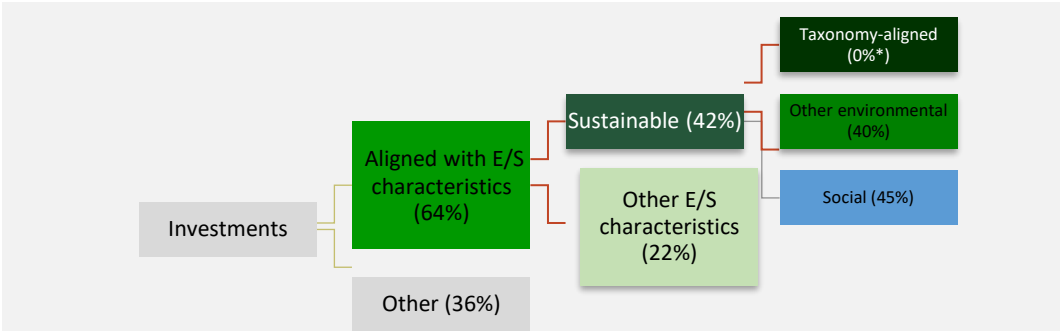 Investments
Aligned with E/S
characteristics
(64%)
Other (36%)
Sustainable (42%)
Other E/S
characteristics
(22%)
Taxonomy-aligned
(0%*)
Other environmental
(40%)
Social (45%)